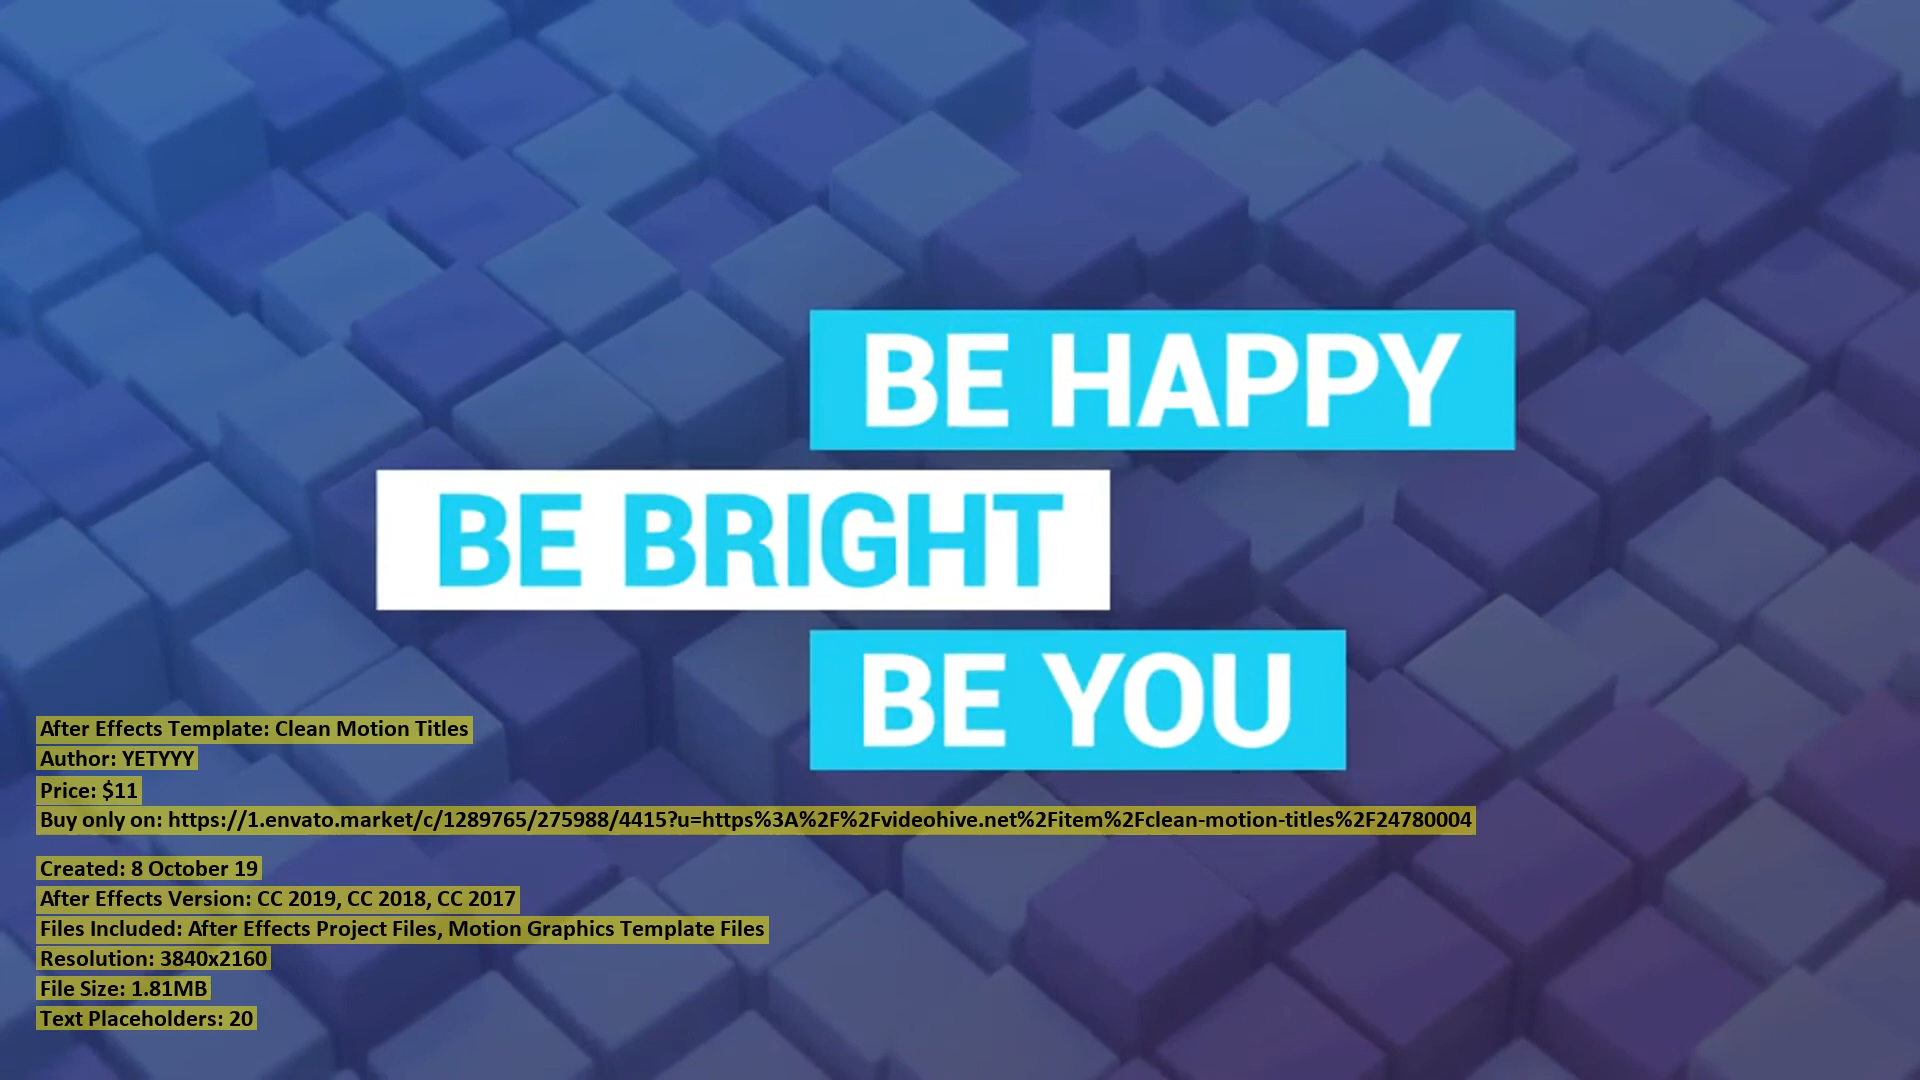 BE HAPPY
BE BRIGHT
BE YOU
After Effects Template: Clean Motion Titles
Author: YETYYY
Price: $11
Buy only on: https://1.envato.market/c/1289765/275988/4415?u=https%3A%2F%2Fvideohive.net%2Fitem%2Fclean-motion-titles%2F24780004
Created: 8 October 19
After Effects Version: CC 2019, CC 2018, CC 2017
Files Included: After Effects Project Files, Motion Graphics Template Files
Resolution: 3840x2160
File Size: 1.81MB
Text Placeholders: 20